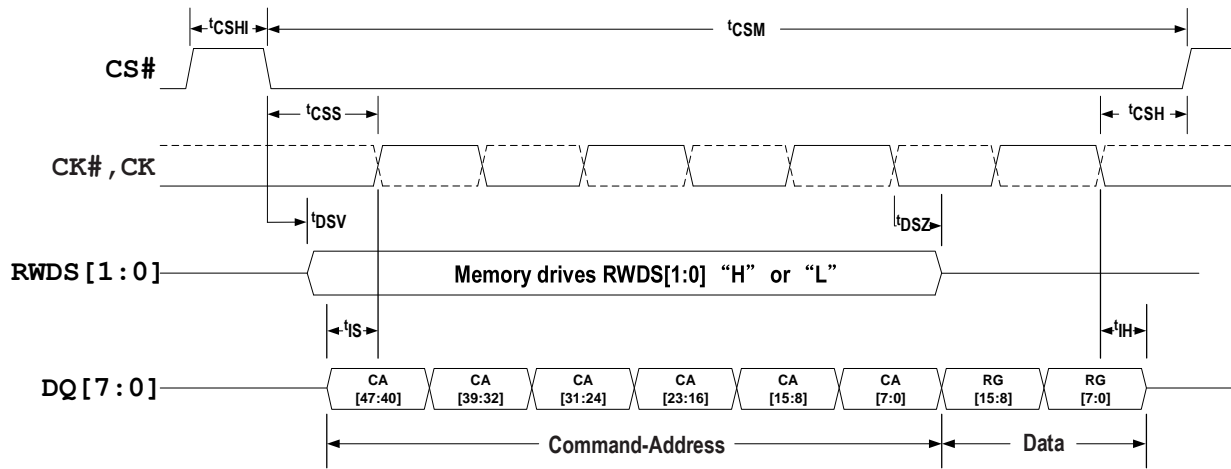 tCSHI
tCSM
CS#
tCSS
tCSH
CK#,CK
tDSV
tDSZ
RWDS[1:0]
Memory drives RWDS[1:0] “H” or “L”
tIS
tIH
DQ[7:0]
CA
[47:40]
CA
[39:32]
CA
[31:24]
CA
[23:16]
CA
[15:8]
CA
[7:0]
RG
[15:8]
RG
[7:0]
Command-Address
Data